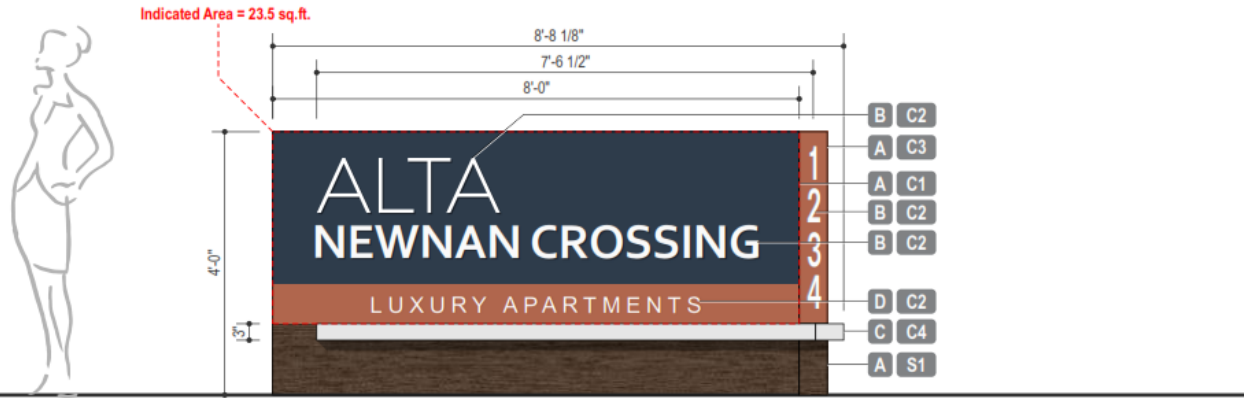 Indicated Area = 23.5 sq.ft.
8'-8 1/8"
7'-6 1/2"
8'-0"
B C2
A C3
ALTA
1
A C1
2
B C2
NEWNAN CROSSING
3
B C2
4'-0"
LUXURY APARTMENTS
4
D C2
3"
C C4
A S1